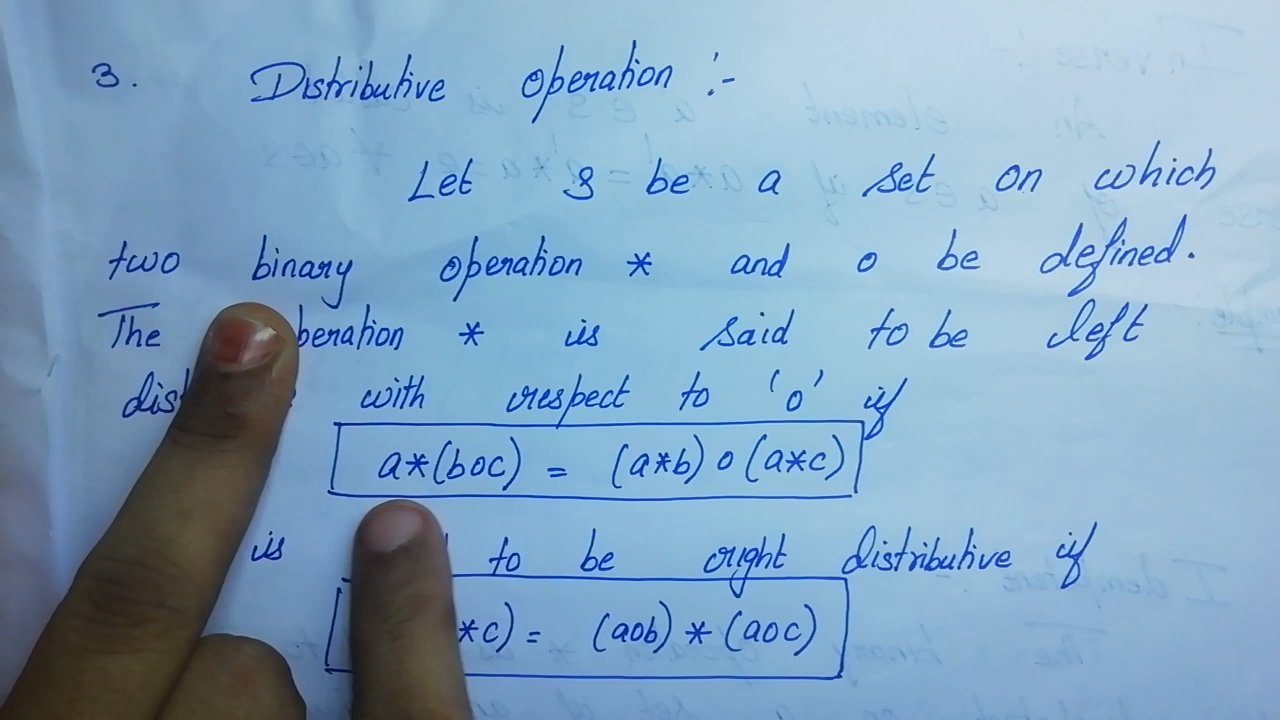 3. Distributive operation :-
Let S be a set on which
two binary operation * and o be defined.
The operation * is said to be left
with respect to 'o' if
a*(boc) = (a*b) o (a*c)
is to be right distributive if
*c) = (aob) * (aoc)